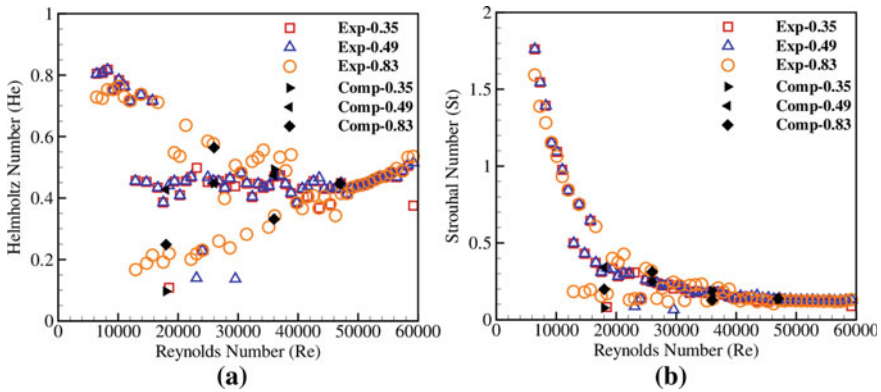 1
0.8
0.6
0.4
0.2
0
Helmholtz Number (He)
Exp-0.35
Exp-0.49
Exp-0.83
Comp-0.35
Comp-0.49
Comp-0.83
0 10000 20000 30000 40000 50000 60000
Reynolds Number (Re)
(a)
2
1.5
1
0.5
0
Strouhal Number (St)
Exp-0.35
Exp-0.49
Exp-0.83
Comp-0.35
Comp-0.49
Comp-0.83
0 10000 20000 30000 40000 50000 60000
Reynolds Number (Re)
(b)